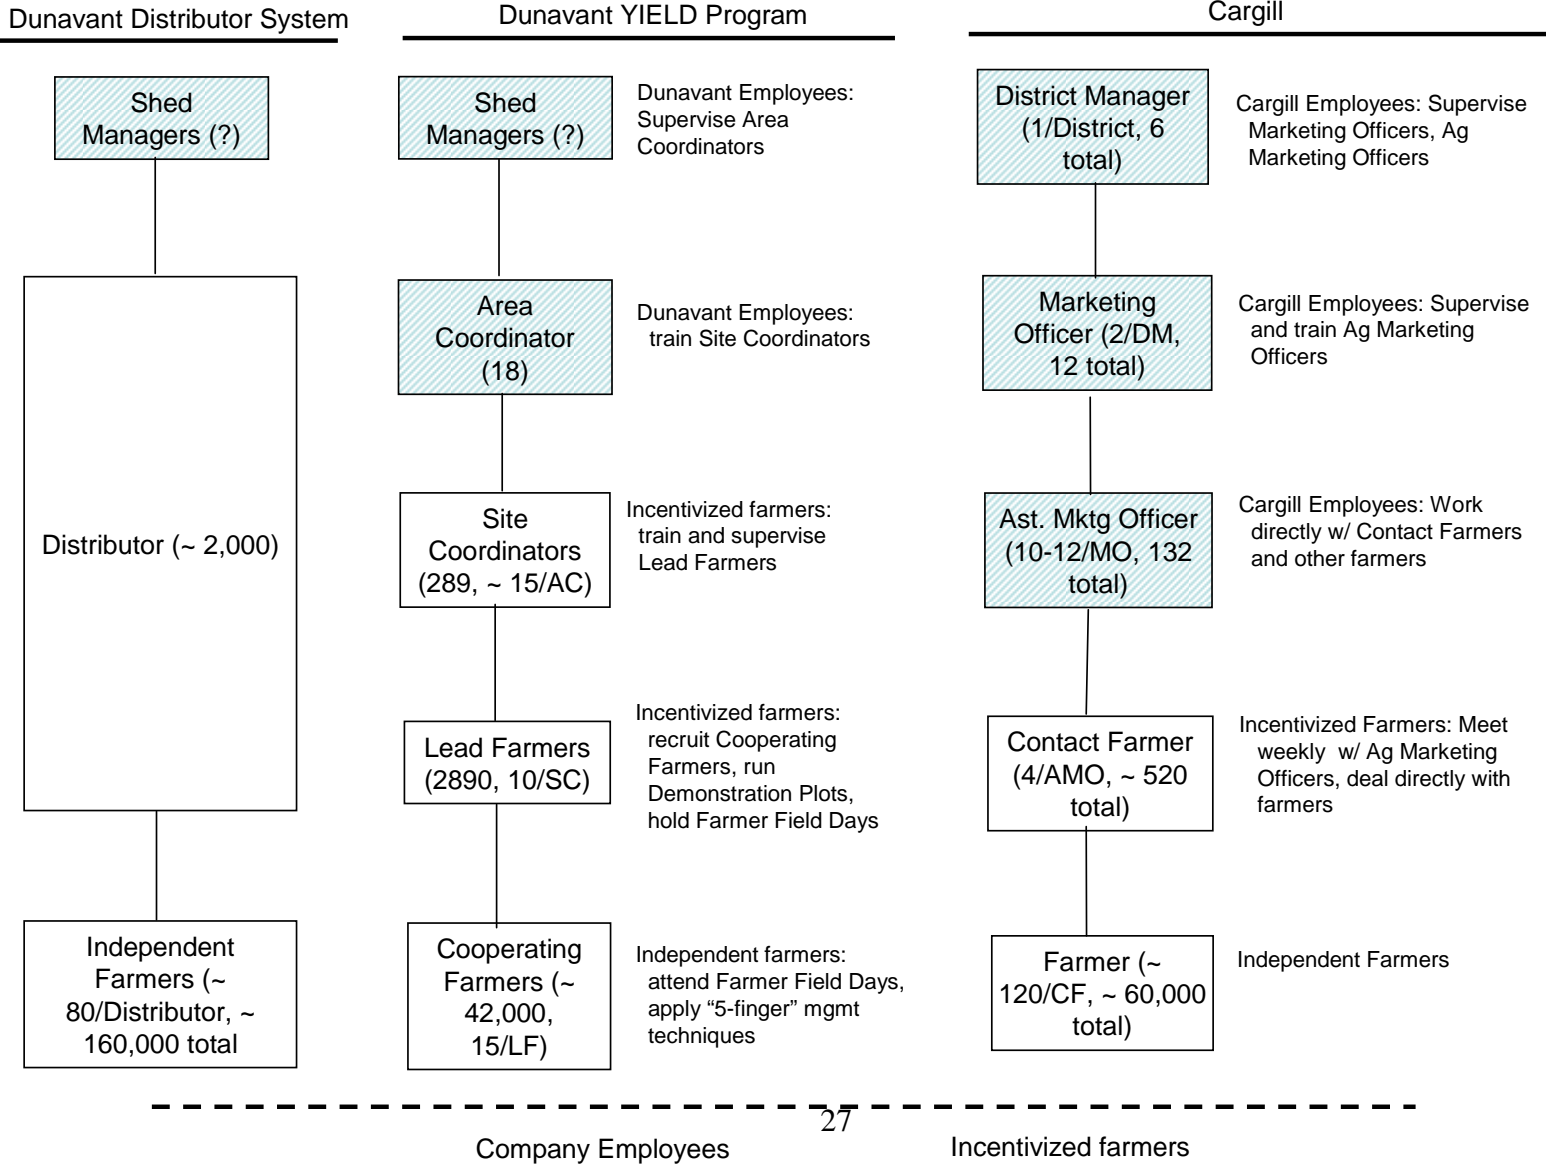 Dunavant Distributor System
Dunavant YIELD Program
Cargill
Shed
Managers (?)
Distributor (~ 2,000)
Independent
Farmers (~
80/Distributor, ~
160,000 total
Shed
Managers (?)
Dunavant Employees:
Supervise Area
Coordinators
Area
Coordinator
(18)
Dunavant Employees:
train Site Coordinators
Site
Coordinators
(289, ~ 15/AC)
Incentivized farmers:
train and supervise
Lead Farmers
Lead Farmers
(2890, 10/SC)
Incentivized farmers:
recruit Cooperating
Farmers, run
Demonstration Plots,
hold Farmer Field Days
Cooperating
Farmers (~
42,000,
15/LF)
Independent farmers:
attend Farmer Field Days,
apply “5-finger” mgmt
techniques
District Manager
(1/District, 6
total)
Cargill Employees: Supervise
Marketing Officers, Ag
Marketing Officers
Marketing
Officer (2/DM,
12 total)
Cargill Employees: Supervise
and train Ag Marketing
Officers
Ast. Mktg Officer
(10-12/MO, 132
total)
Cargill Employees: Work
directly w/ Contact Farmers
and other farmers
Contact Farmer
(4/AMO, ~ 520
total)
Incentivized Farmers: Meet
weekly w/ Ag Marketing
Officers, deal directly with
farmers
Farmer (~
120/CF, ~ 60,000
total)
Independent Farmers
27
Company Employees
Incentivized farmers